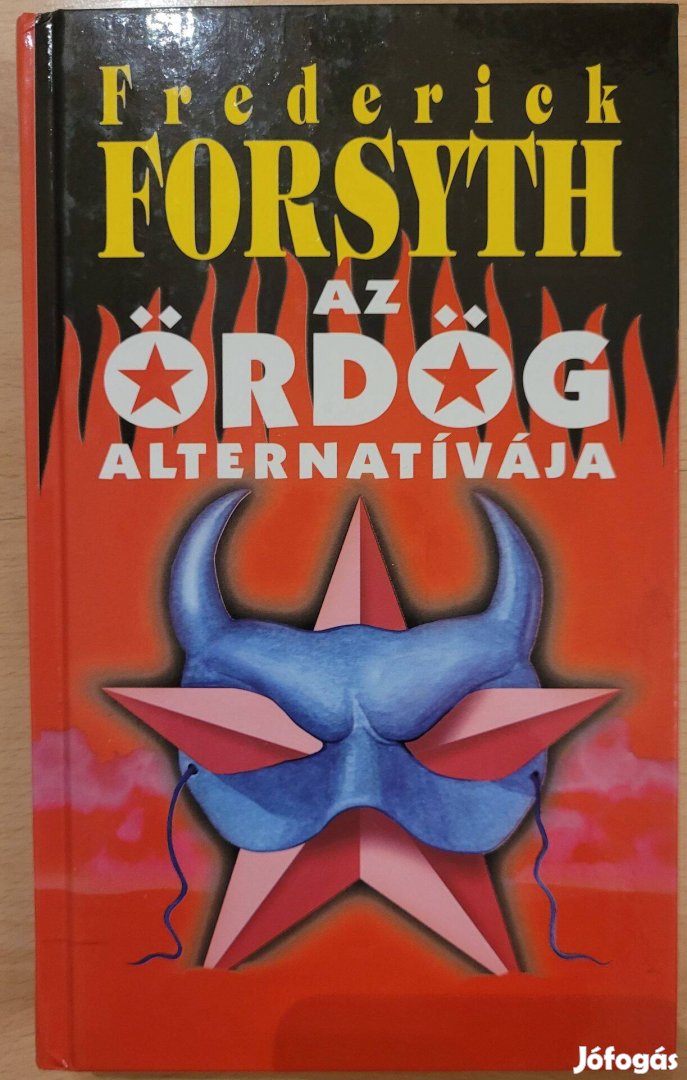 Frederick
FORSYTH
AZ
ÖRDÖG
ALTERNATÍVÁJA
Jófogás